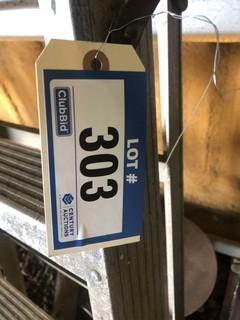 LOT #
303
ClubBid
CENTURY
AUCTIONS